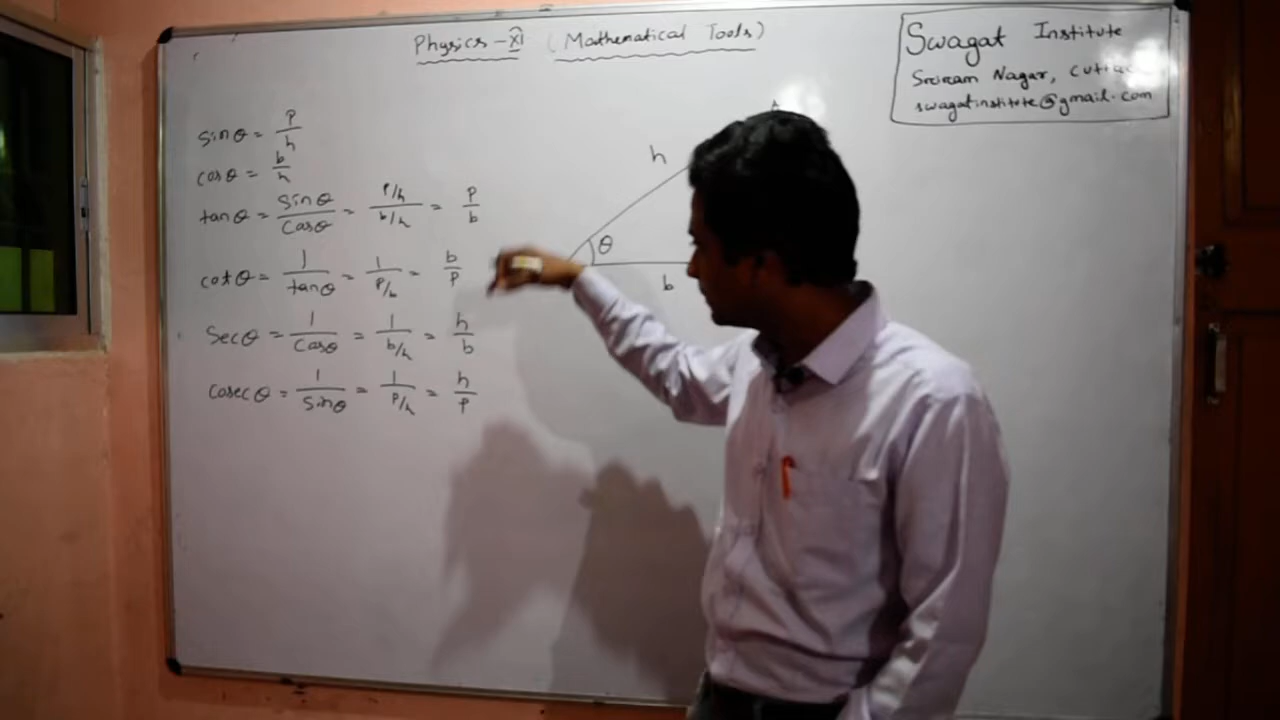 Physics - XI (Mathematical Tools)
Swagat Institute
Sriram Nagar,
swagatinstitute@gmail.com
sinθ = P/h
cosθ = b/h
tanθ = sinθ/cosθ = P/h / b/h = P/b
cotθ = 1/tanθ = 1/P/b = b/P
Secθ = 1/cosθ = 1/b/h = h/b
cosecθ = 1/sinθ = 1/P/h = h/P
A
h
θ
b